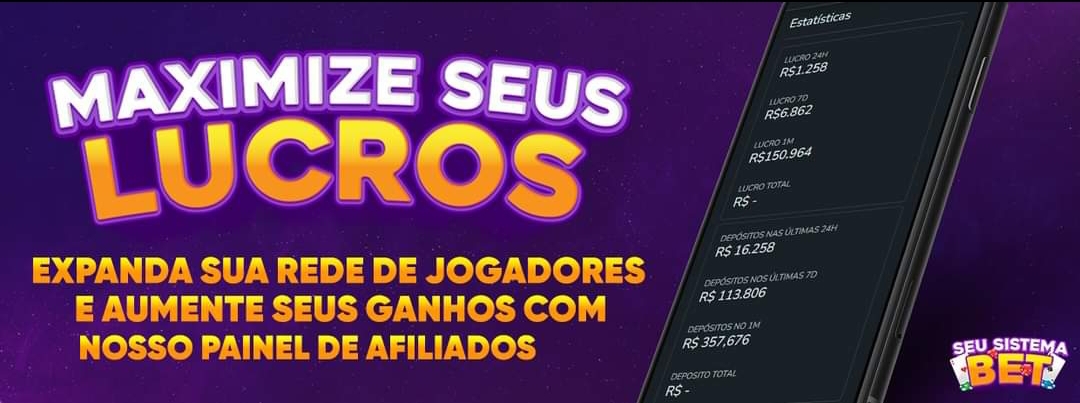 MAXIMIZE SEUS
LUCROS
EXPANDA SUA REDE DE JOGADORES
E AUMENTE SEUS GANHOS COM
NOSSO PAINEL DE AFILIADOS
Estatísticas
LUCRO 24H
R$1.258
LUCRO 7D
R$6.862
LUCRO 1M
R$150.964
LUCRO TOTAL
R$ -
DEPÓSITOS NAS ÚLTIMAS 24H
R$ 16.258
DEPÓSITOS NOS ÚLTIMAS 7D
R$ 113.806
DEPÓSITOS NO 1M
R$ 357,676
DEPOSITO TOTAL
R$ -
SEU SISTEMA
BET